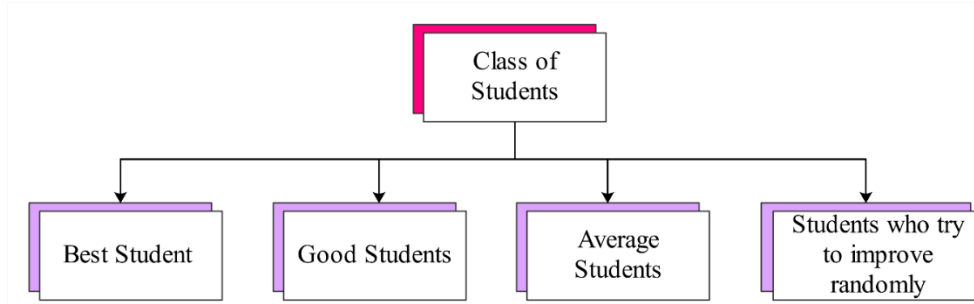 Class of
Students
Best Student
Good Students
Average
Students
Students who try
to improve
randomly